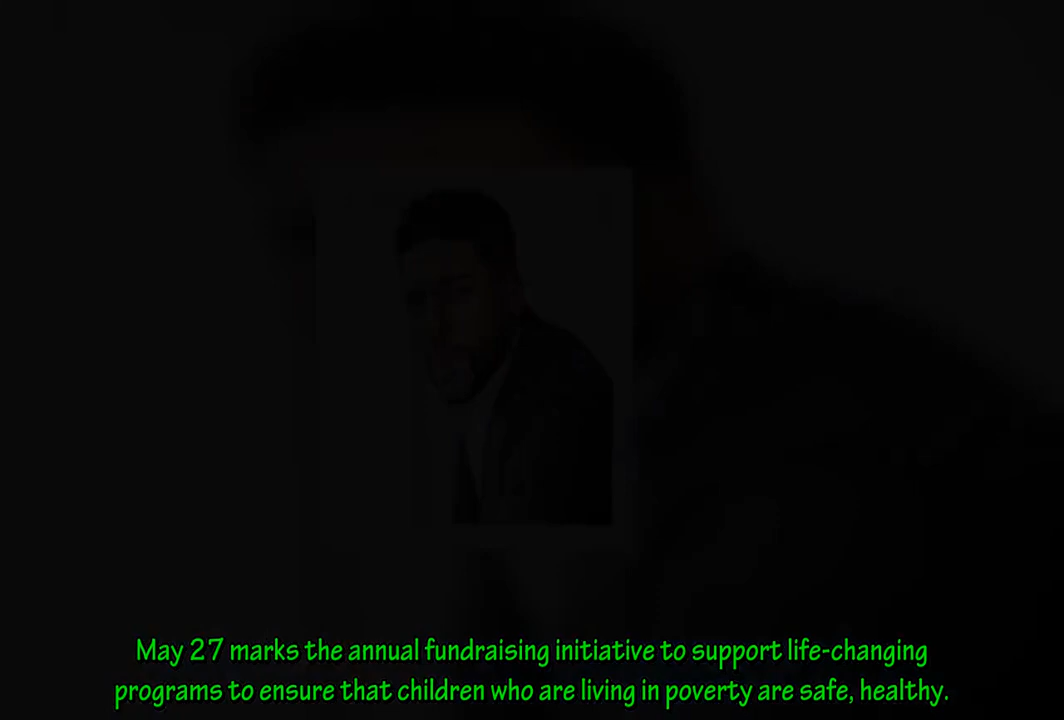 May 27 marks the annual fundraising initiative to support life-changing
programs to ensure that children who are living in poverty are safe, healthy.